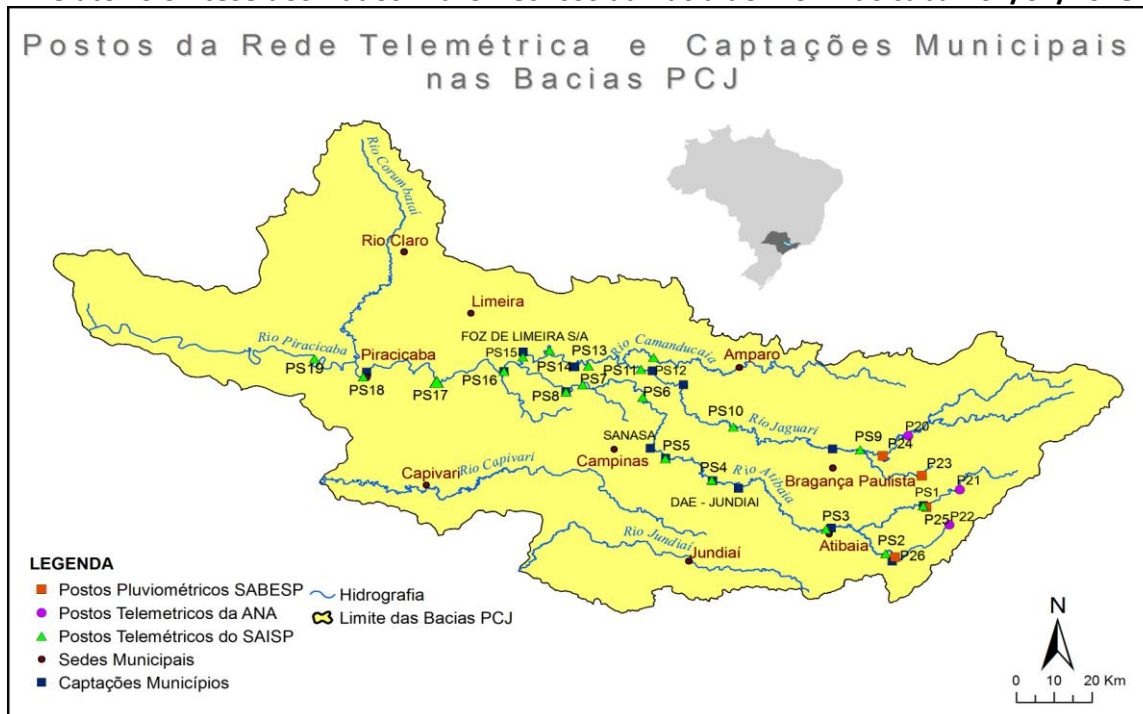 Postos da Rede Telemétrica e Captações Municipais
nas Bacias PCJ
Rio Corumbataí
Rio Claro
Limeira
FOZ DE LIMEIRA S/A
Rio Camanducaia
Amparo
Rio Piracicaba
Piracicaba
PS19
PS18
PS17
PS16
PS15
PS14
PS13
PS11
PS12
PS7
PS8
PS6
PS10
Rio Jaguari
P20
PS9
P24
P23
SANASA
PS5
Campinas
Rio Capivari
Capivari
PS4
Rio Atibaia
Bragança Paulista
DAE - JUNDIAI
PS1
P21
P25
P22
PS3
Atibaia
PS2
P26
Rio Jundiaí
Jundiaí
LEGENDA
Postos Pluviométricos SABESP
Hidrografia
Postos Telemetricos da ANA
Limite das Bacias PCJ
Postos Telemétricos do SAISP
Sedes Municipais
Captações Municípios
N
0 10 20 Km